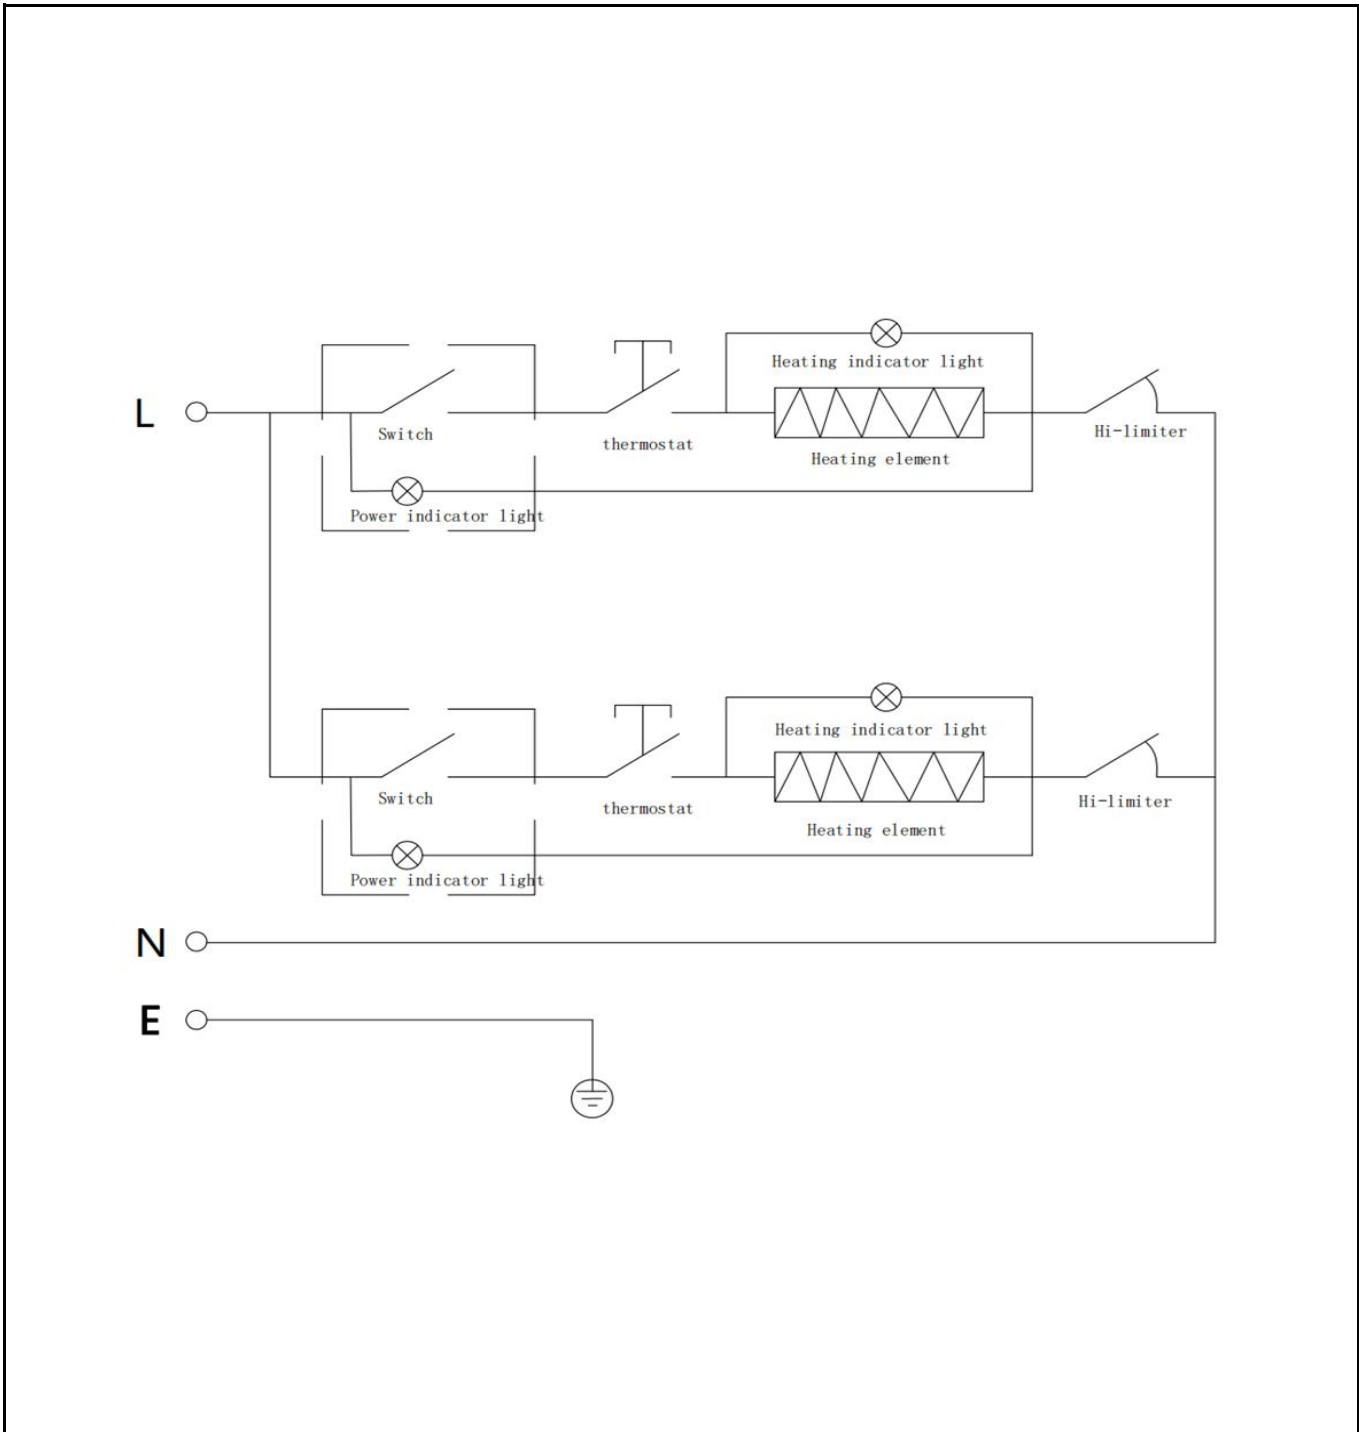 Heating indicator light
L
Switch
thermostat
Hi-limiter
Heating element
Power indicator light
Heating indicator light
Switch
thermostat
Hi-limiter
Heating element
Power indicator light
N
E